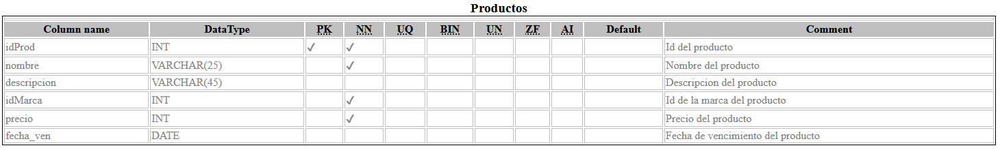 Productos
Column name DataType PK NN UQ BIN UN ZF AI Default Comment
idProd INT ✓ ✓ Id del producto
nombre VARCHAR(25) ✓ Nombre del producto
descripcion VARCHAR(45) Descripcion del producto
idMarca INT ✓ Id de la marca del producto
precio INT ✓ Precio del producto
fecha_ven DATE Fecha de vencimiento del producto